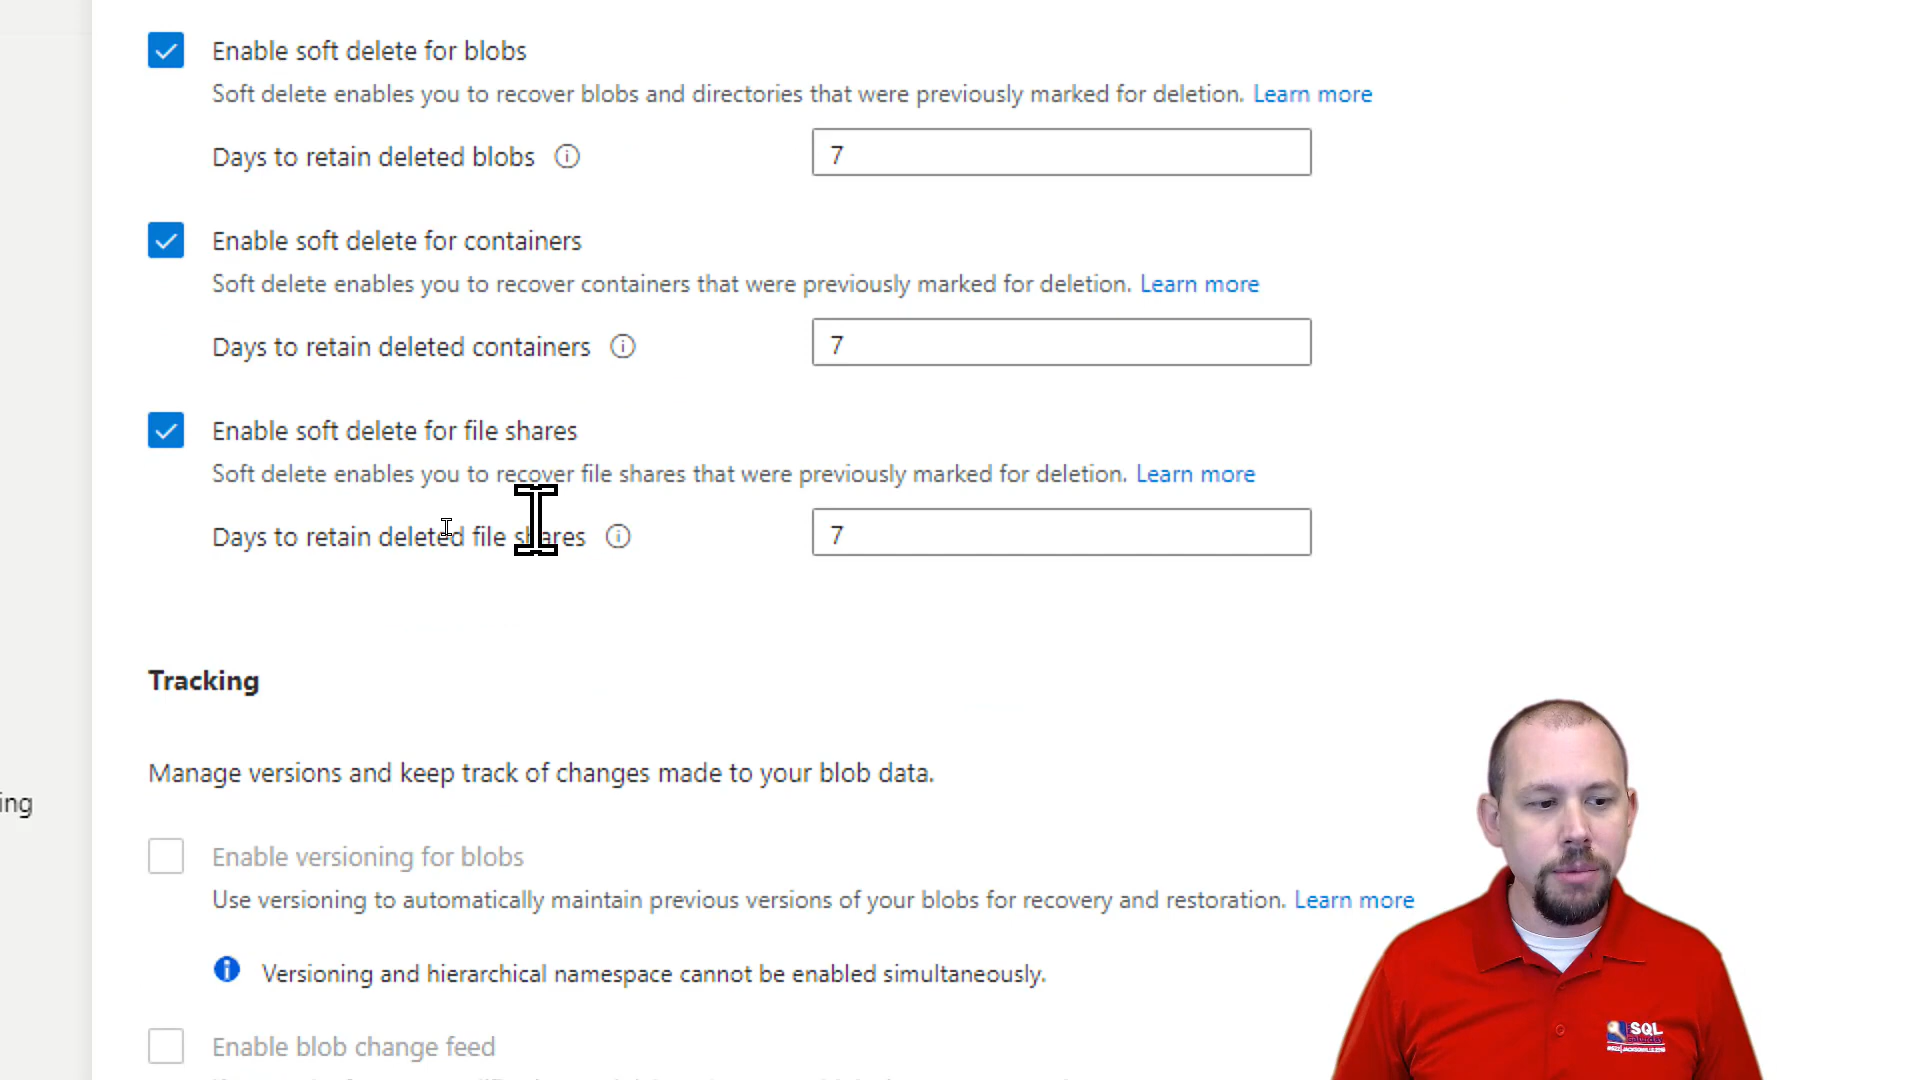 Enable soft delete for blobs
Soft delete enables you to recover blobs and directories that were previously marked for deletion. Learn more
Days to retain deleted blobs
7
Enable soft delete for containers
Soft delete enables you to recover containers that were previously marked for deletion. Learn more
Days to retain deleted containers
7
Enable soft delete for file shares
Soft delete enables you to recover file shares that were previously marked for deletion. Learn more
Days to retain deleted file shares
7
Tracking
Manage versions and keep track of changes made to your blob data.
ing
Enable versioning for blobs
Use versioning to automatically maintain previous versions of your blobs for recovery and restoration. Learn more
Versioning and hierarchical namespace cannot be enabled simultaneously.
Enable blob change feed
SQL